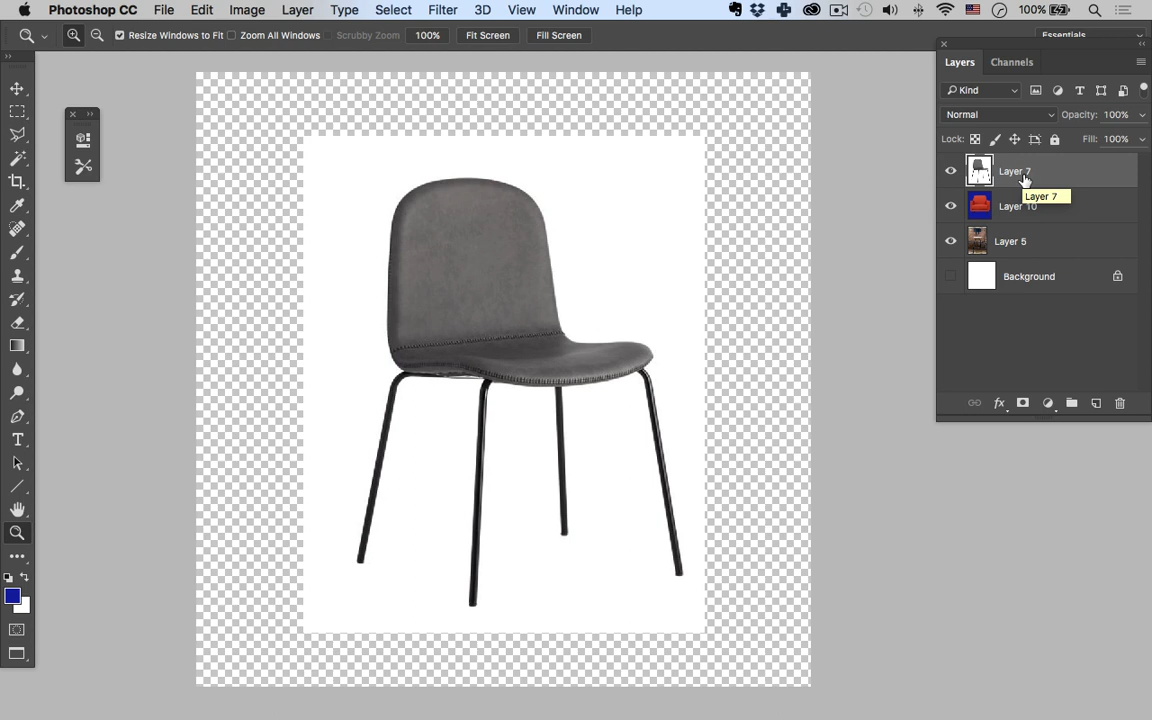 Photoshop CC File Edit Image Layer Type Select Filter 3D View Window Help 100%
Resize Windows to Fit Zoom All Windows Scrubby Zoom 100% Fit Screen Fill Screen Essentials
Layers Channels
Kind
Normal Opacity: 100%
Lock: Fill: 100%
Layer 7
Layer 7
Layer 10
Layer 5
Background